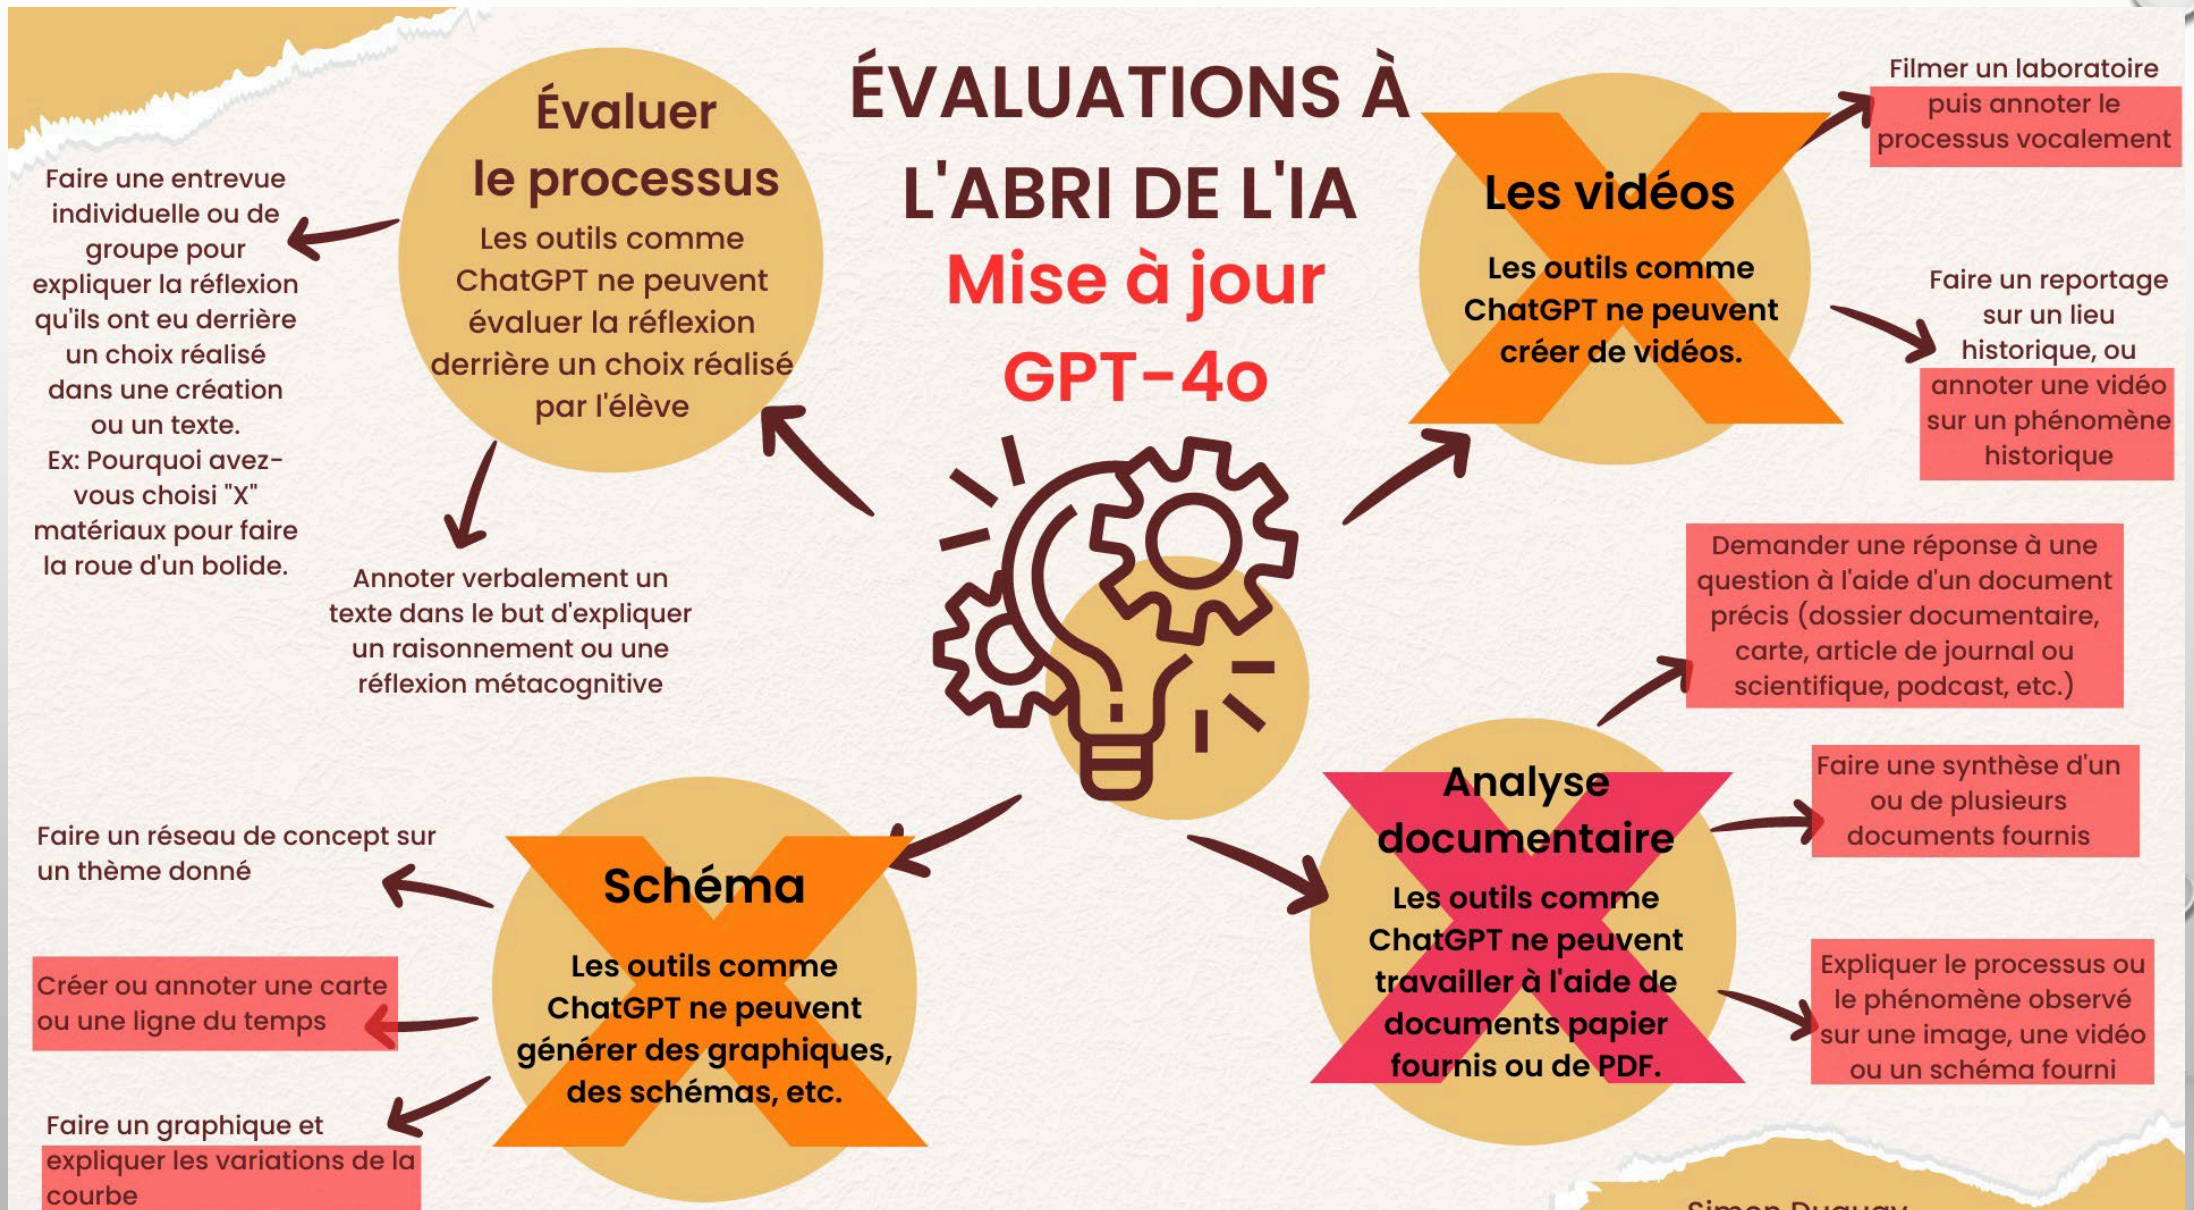 ÉVALUATIONS À
L'ABRI DE L'IA
Mise à jour
GPT-4o
Évaluer
le processus
Les outils comme
ChatGPT ne peuvent
évaluer la réflexion
derrière un choix réalisé
par l'élève
Faire une entrevue
individuelle ou de
groupe pour
expliquer la réflexion
qu'ils ont eu derrière
un choix réalisé
dans une création
ou un texte.
Ex: Pourquoi avez-
vous choisi "X"
matériaux pour faire
la roue d'un bolide.
Annoter verbalement un
texte dans le but d'expliquer
un raisonnement ou une
réflexion métacognitive
Les vidéos
Les outils comme
ChatGPT ne peuvent
créer de vidéos.
Filmer un laboratoire
puis annoter le
processus vocalement
Faire un reportage
sur un lieu
historique, ou
annoter une vidéo
sur un phénomène
historique
Schéma
Les outils comme
ChatGPT ne peuvent
générer des graphiques,
des schémas, etc.
Faire un réseau de concept sur
un thème donné
Créer ou annoter une carte
ou une ligne du temps
Faire un graphique et
expliquer les variations de la
courbe
Analyse
documentaire
Les outils comme
ChatGPT ne peuvent
travailler à l'aide de
documents papier
fournis ou de PDF.
Demander une réponse à une
question à l'aide d'un document
précis (dossier documentaire,
carte, article de journal ou
scientifique, podcast, etc.)
Faire une synthèse d'un
ou de plusieurs
documents fournis
Expliquer le processus ou
le phénomène observé
sur une image, une vidéo
ou un schéma fourni
Simon Duguay